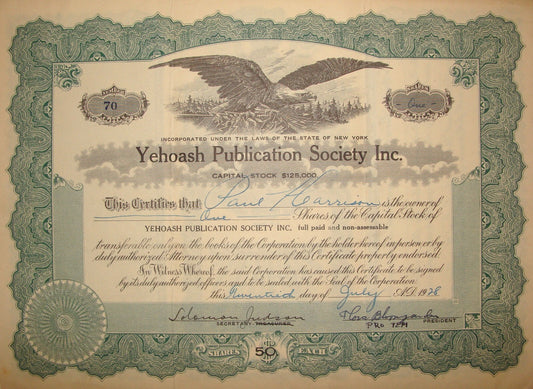 NUMBER
70
SHARES
One
INCORPORATED UNDER THE LAWS OF THE STATE OF NEW YORK
Yehoash Publication Society Inc.
CAPITAL STOCK $125,000
This Certifies that Paul Harrison is the owner of
One Shares of the Capital Stock of
YEHOASH PUBLICATION SOCIETY INC. full paid and non-assessable
transferable only on the books of the Corporation by the holder hereof in person or by
duly authorized Attorney upon surrender of this Certificate properly endorsed.
In Witness Whereof, the said Corporation has caused this Certificate to be signed
by its duly authorized officers and to be sealed with the Seal of the Corporation
this day of July A.D. 1928
Solomon Judson
SECRETARY-TREASURER
PRESIDENT
PRO TEM
SHARES $50 EACH